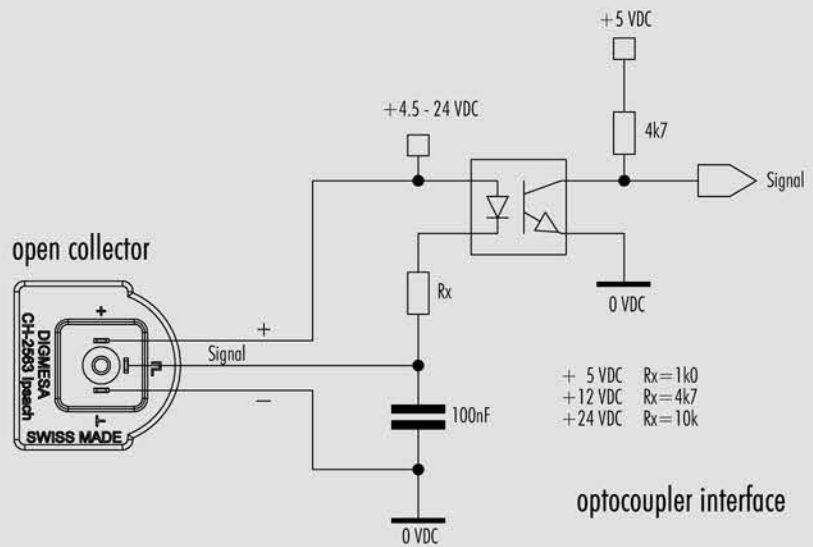 +5 VDC
4k7
+4.5 - 24 VDC
Signal
open collector
0 VDC
Rx
+
Signal
−
+
DIGMESA
CH-2563 Ipsach
SWISS MADE
100nF
+ 5 VDC Rx=1k0
+12 VDC Rx=4k7
+24 VDC Rx=10k
optocoupler interface
0 VDC